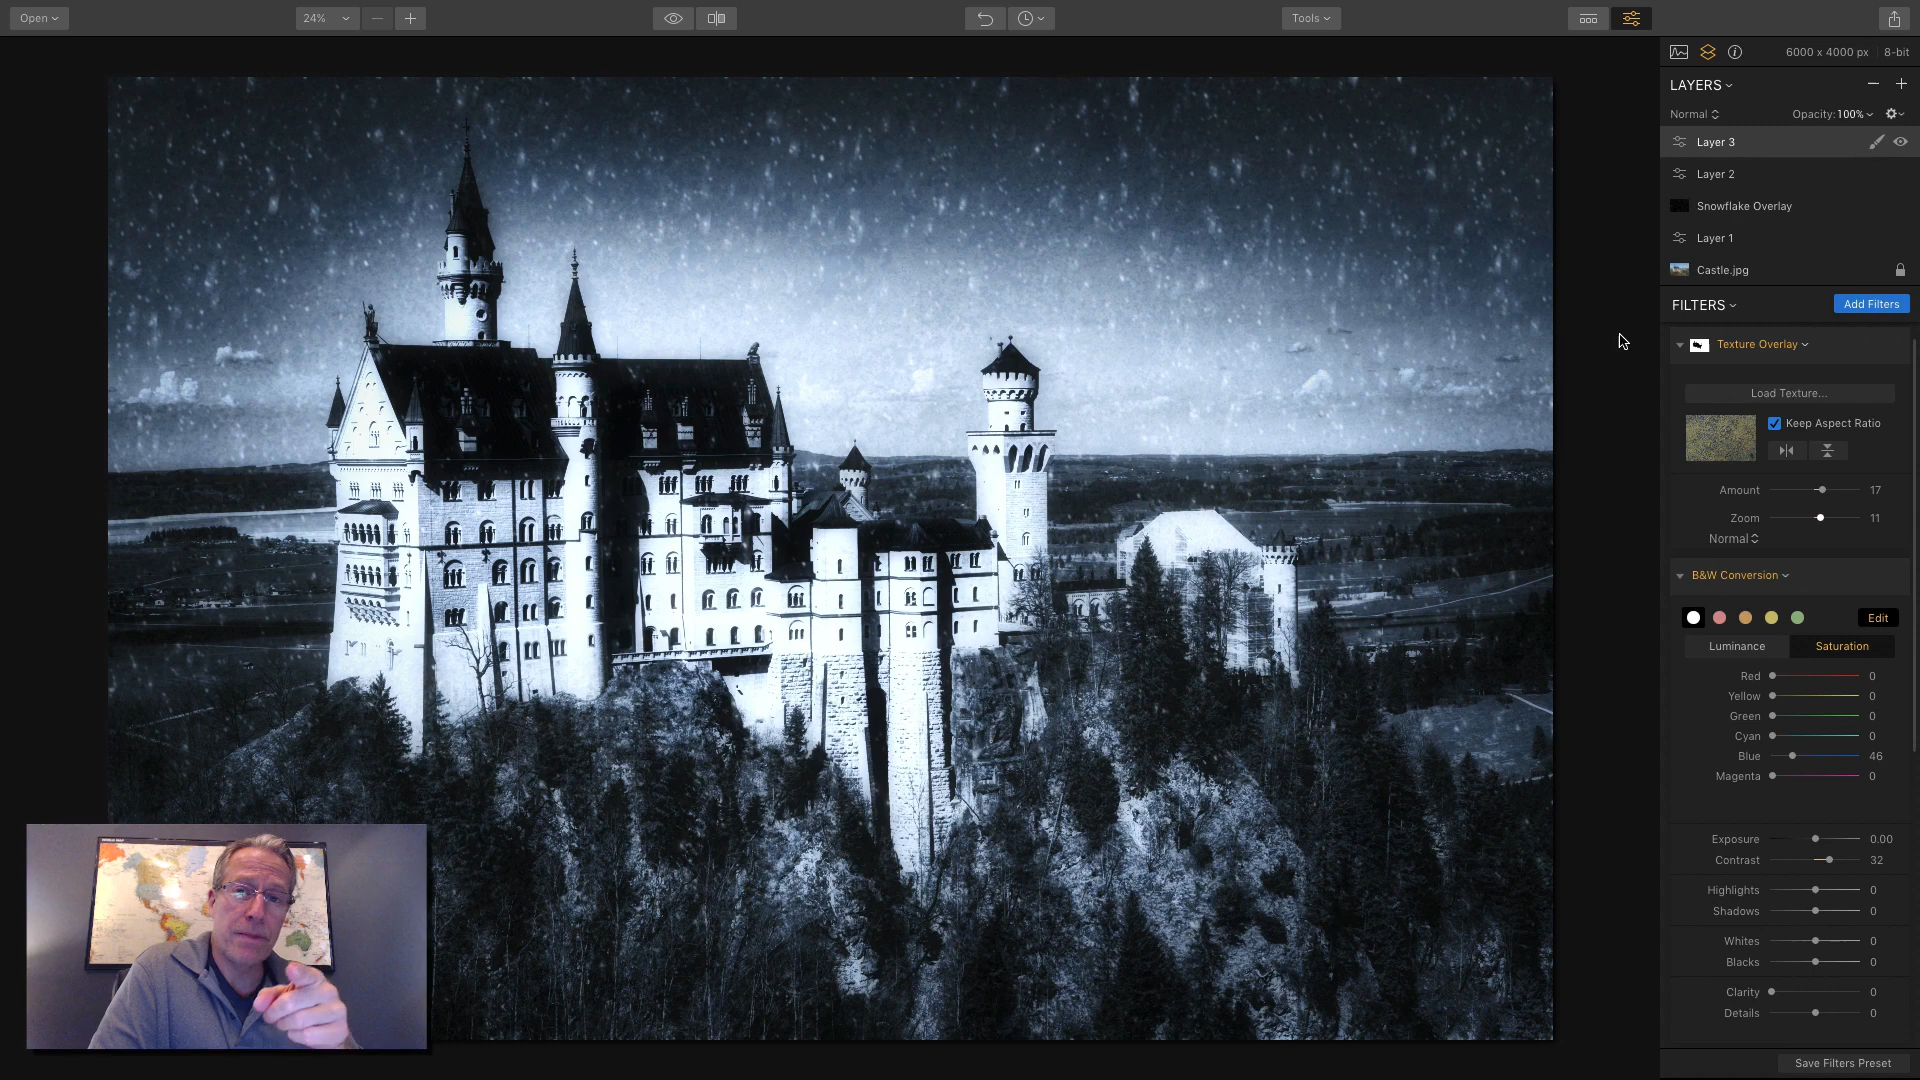 Open
24%
Tools
6000 x 4000 px
8-bit
LAYERS
Normal
Opacity: 100%
Layer 3
Layer 2
Snowflake Overlay
Layer 1
Castle.jpg
FILTERS
Add Filters
Texture Overlay
Load Texture...
Keep Aspect Ratio
Amount 17
Zoom 11
Normal
B&W Conversion
Edit
Luminance Saturation
Red 0
Yellow 0
Green 0
Cyan 0
Blue 46
Magenta 0
Exposure 0.00
Contrast 32
Highlights 0
Shadows 0
Whites 0
Blacks 0
Clarity 0
Details 0
Save Filters Preset